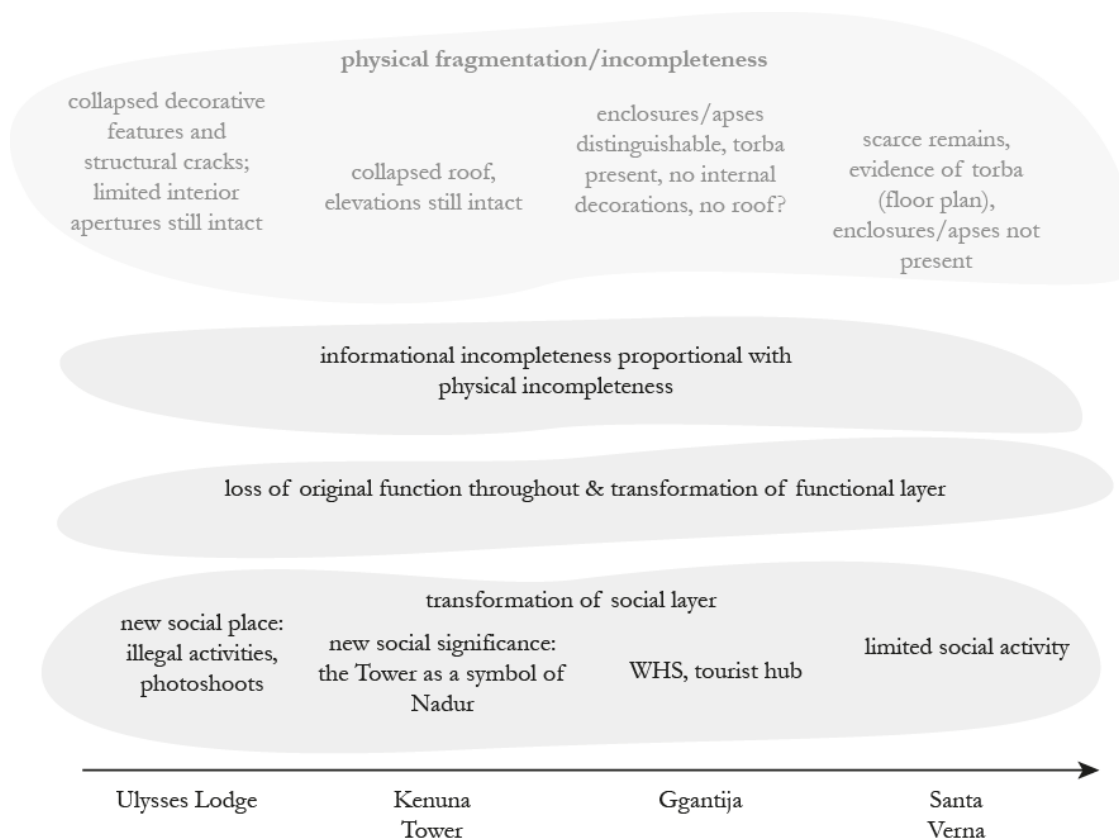 physical fragmentation/incompleteness
collapsed decorative
features and
structural cracks;
limited interior
apertures still intact
collapsed roof,
elevations still intact
enclosures/apses
distinguishable, torba
present, no internal
decorations, no roof?
scarce remains,
evidence of torba
(floor plan),
enclosures/apses not
present
informational incompleteness proportional with
physical incompleteness
loss of original function throughout & transformation of functional layer
transformation of social layer
new social place:
illegal activities,
photoshoots
new social significance:
the Tower as a symbol of
Nadur
WHS, tourist hub
limited social activity
Ulysses Lodge
Kenuna
Tower
Ggantija
Santa
Verna